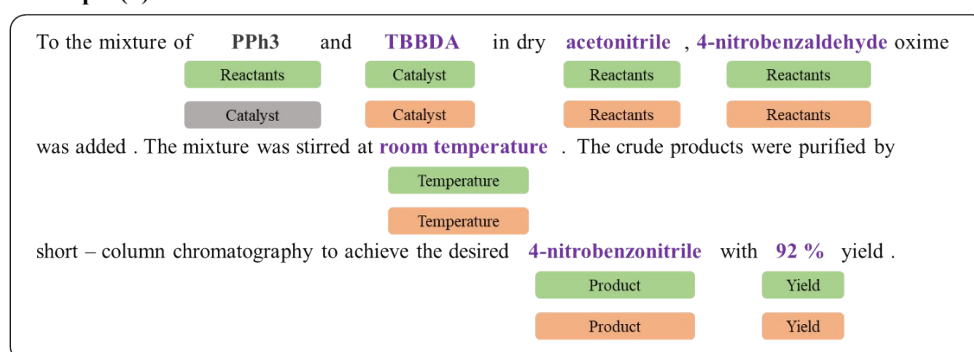 To the mixture of PPh3 and TBBDA in dry acetonitrile , 4-nitrobenzaldehyde oxime
Reactants Catalyst Reactants Reactants
Catalyst Catalyst Reactants Reactants
was added . The mixture was stirred at room temperature . The crude products were purified by
Temperature
Temperature
short – column chromatography to achieve the desired 4-nitrobenzonitrile with 92 % yield .
Product Yield
Product Yield